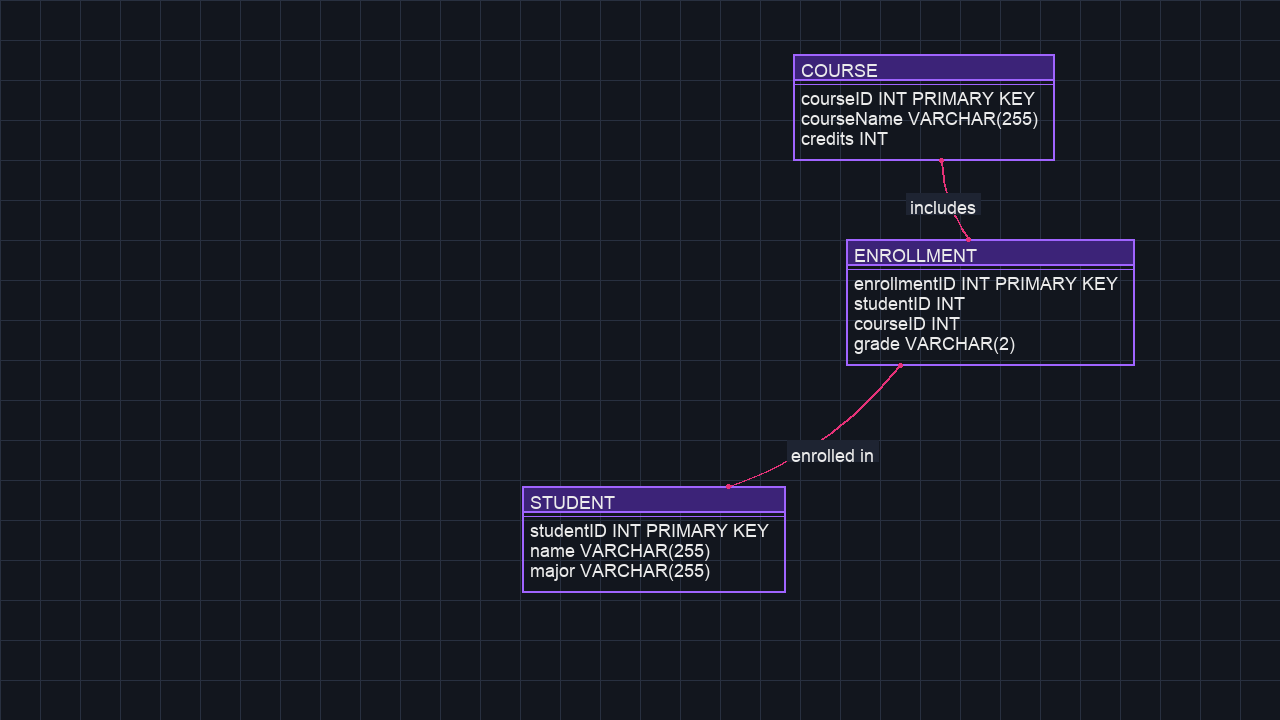 COURSE
courseID INT PRIMARY KEY
courseName VARCHAR(255)
credits INT
includes
ENROLLMENT
enrollmentID INT PRIMARY KEY
studentID INT
courseID INT
grade VARCHAR(2)
enrolled in
STUDENT
studentID INT PRIMARY KEY
name VARCHAR(255)
major VARCHAR(255)